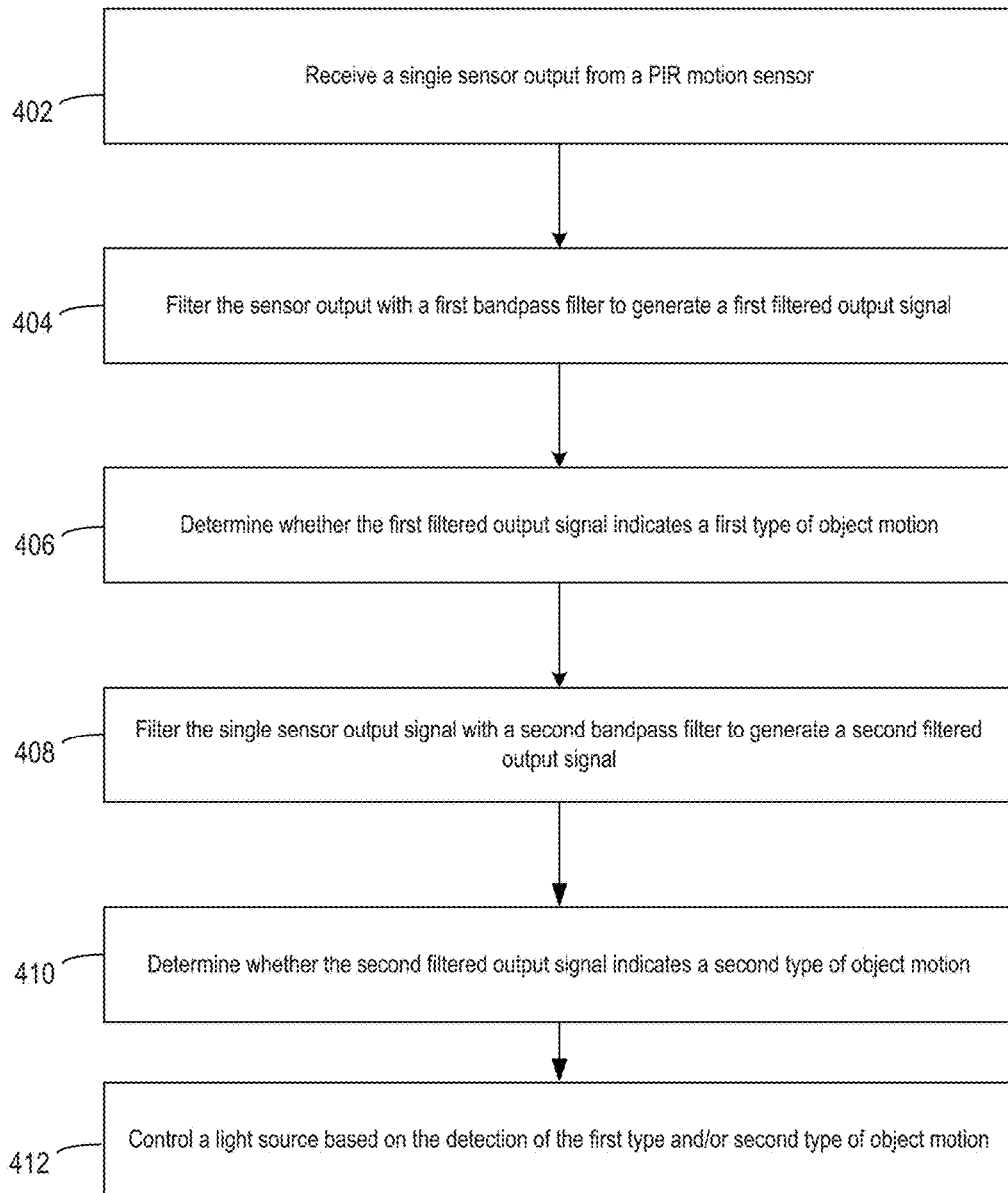 Receive a single sensor output from a PIR motion sensor
402
Filter the sensor output with a first bandpass filter to generate a first filtered output signal
404
Determine whether the first filtered output signal indicates a first type of object motion
406
Filter the single sensor output signal with a second bandpass filter to generate a second filtered
output signal
408
Determine whether the second filtered output signal indicates a second type of object motion
410
Control a light source based on the detection of the first type and/or second type of object motion
412